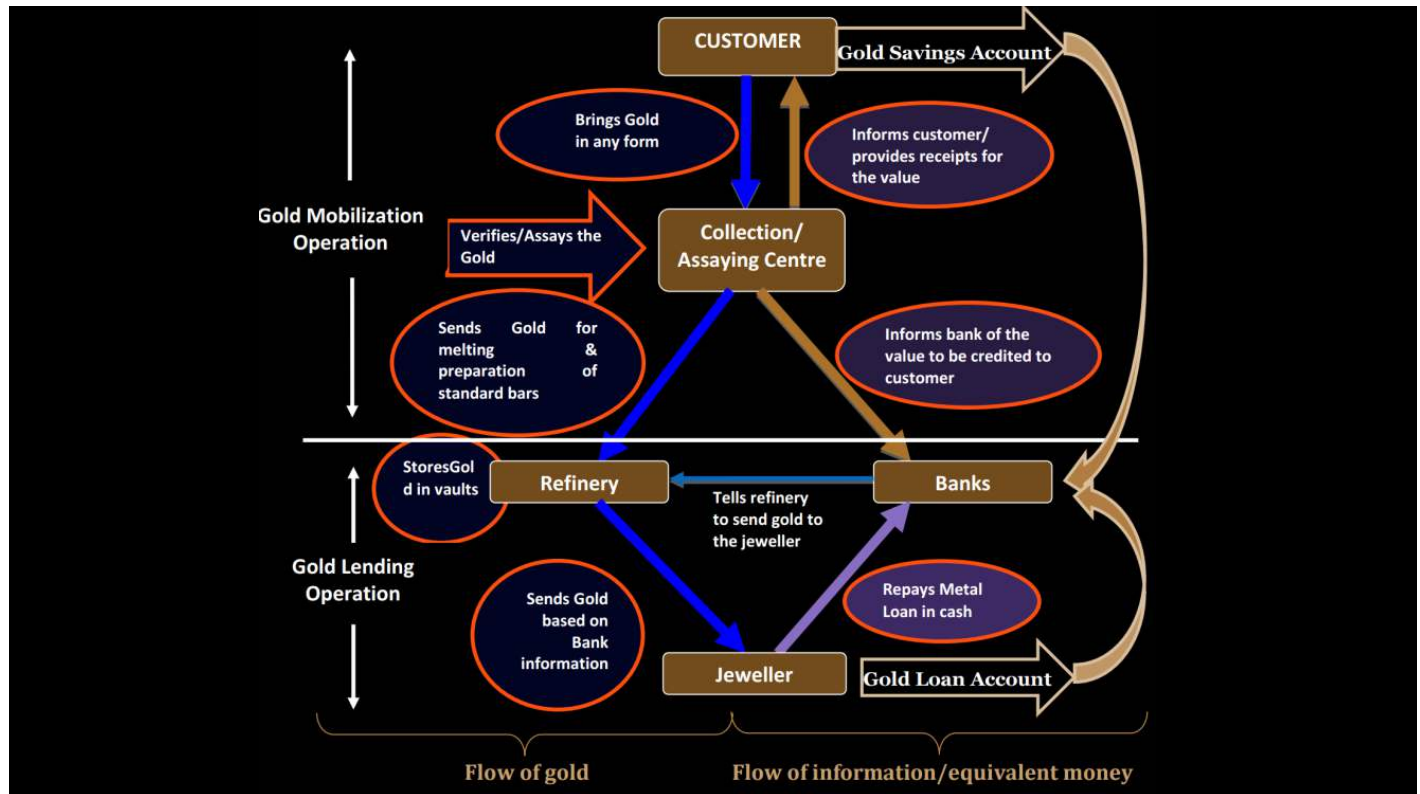 CUSTOMER
Gold Savings Account
Brings Gold
in any form
Informs customer/
provides receipts for
the value
Gold Mobilization
Operation
Verifies/Assays the
Gold
Collection/
Assaying Centre
Sends Gold for
melting &
preparation of
standard bars
Informs bank of the
value to be credited to
customer
StoresGol
d in vaults
Refinery
Banks
Tells refinery
to send gold to
the jeweller
Gold Lending
Operation
Sends Gold
based on
Bank
information
Repays Metal
Loan in cash
Jeweller
Gold Loan Account
Flow of gold
Flow of information/equivalent money